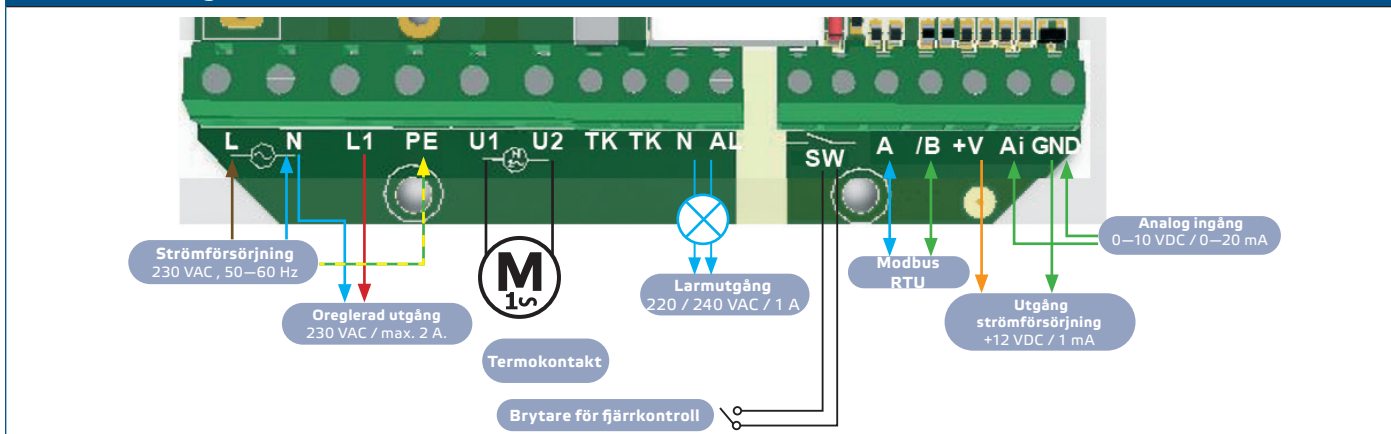 L N L1 PE U1 U2 TK TK N AL SW A /B +V Ai GND
Strömförsörjning
230 VAC , 50—60 Hz
Oreglerad utgång
230 VAC / max. 2 A.
M
1∾
Termokontakt
Larmutgång
220 / 240 VAC / 1 A
Brytare för fjärrkontroll
Modbus
RTU
Analog ingång
0—10 VDC / 0—20 mA
Utgång
strömförsörjning
+12 VDC / 1 mA